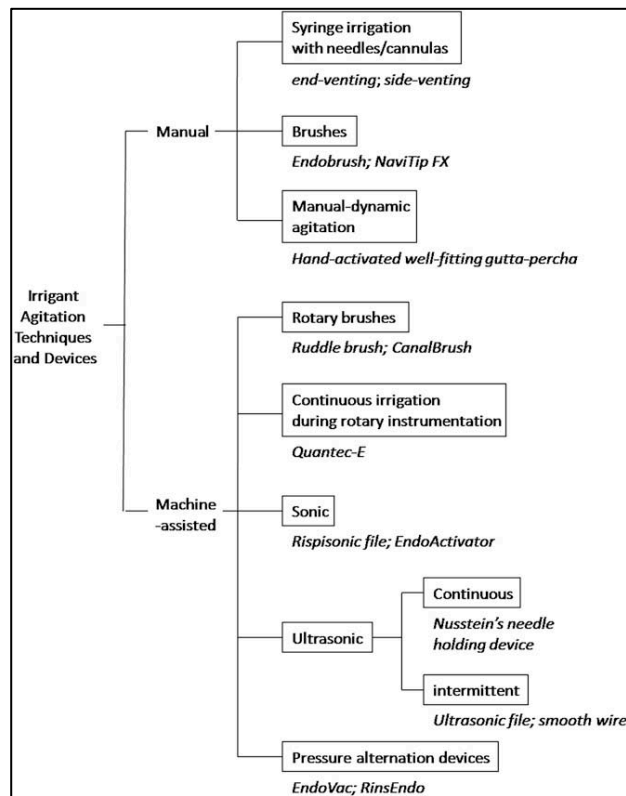 Syringe irrigation
with needles/cannulas
end-venting; side-venting
Manual
Brushes
Endobrush; NaviTip FX
Manual-dynamic
agitation
Hand-activated well-fitting gutta-percha
Irrigant
Agitation
Techniques
and Devices
Rotary brushes
Ruddle brush; CanalBrush
Continuous irrigation
during rotary instrumentation
Quantec-E
Machine
-assisted
Sonic
Rispisonic file; EndoActivator
Ultrasonic
Continuous
Nusstein's needle
holding device
intermittent
Ultrasonic file; smooth wire
Pressure alternation devices
EndoVac; RinsEndo